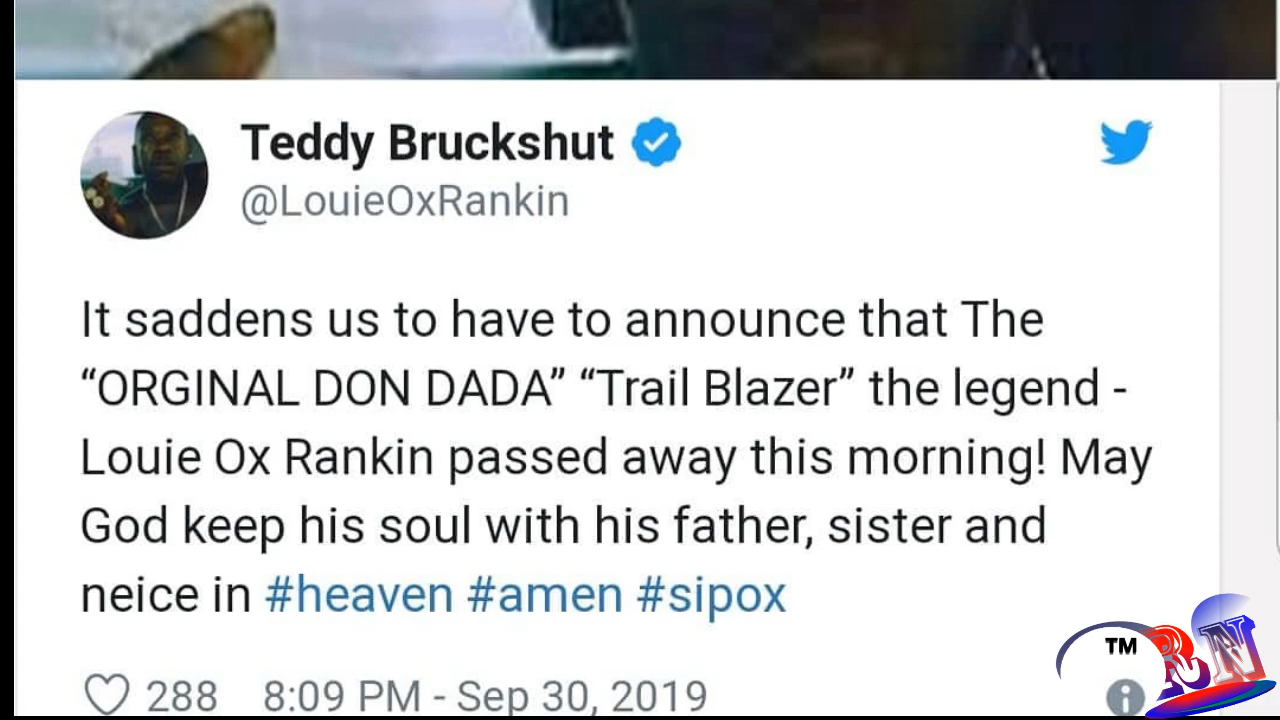 Teddy Bruckshut
@LouieOxRankin
It saddens us to have to announce that The
“ORGINAL DON DADA” “Trail Blazer” the legend -
Louie Ox Rankin passed away this morning! May
God keep his soul with his father, sister and
neice in #heaven #amen #sipox
288 8:09 PM - Sep 30, 2019
TM RN